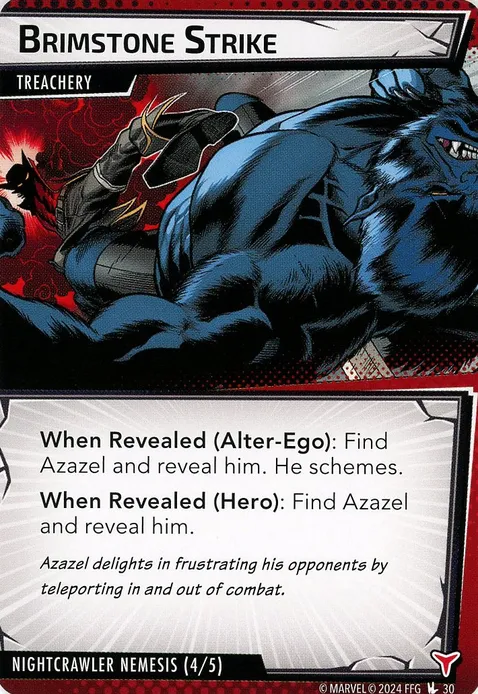 BRIMSTONE STRIKE
TREACHERY
When Revealed (Alter-Ego): Find
Azazel and reveal him. He schemes.
When Revealed (Hero): Find Azazel
and reveal him.
Azazel delights in frustrating his opponents by
teleporting in and out of combat.
NIGHTCRAWLER NEMESIS (4/5)
© MARVEL © 2024 FFG 30